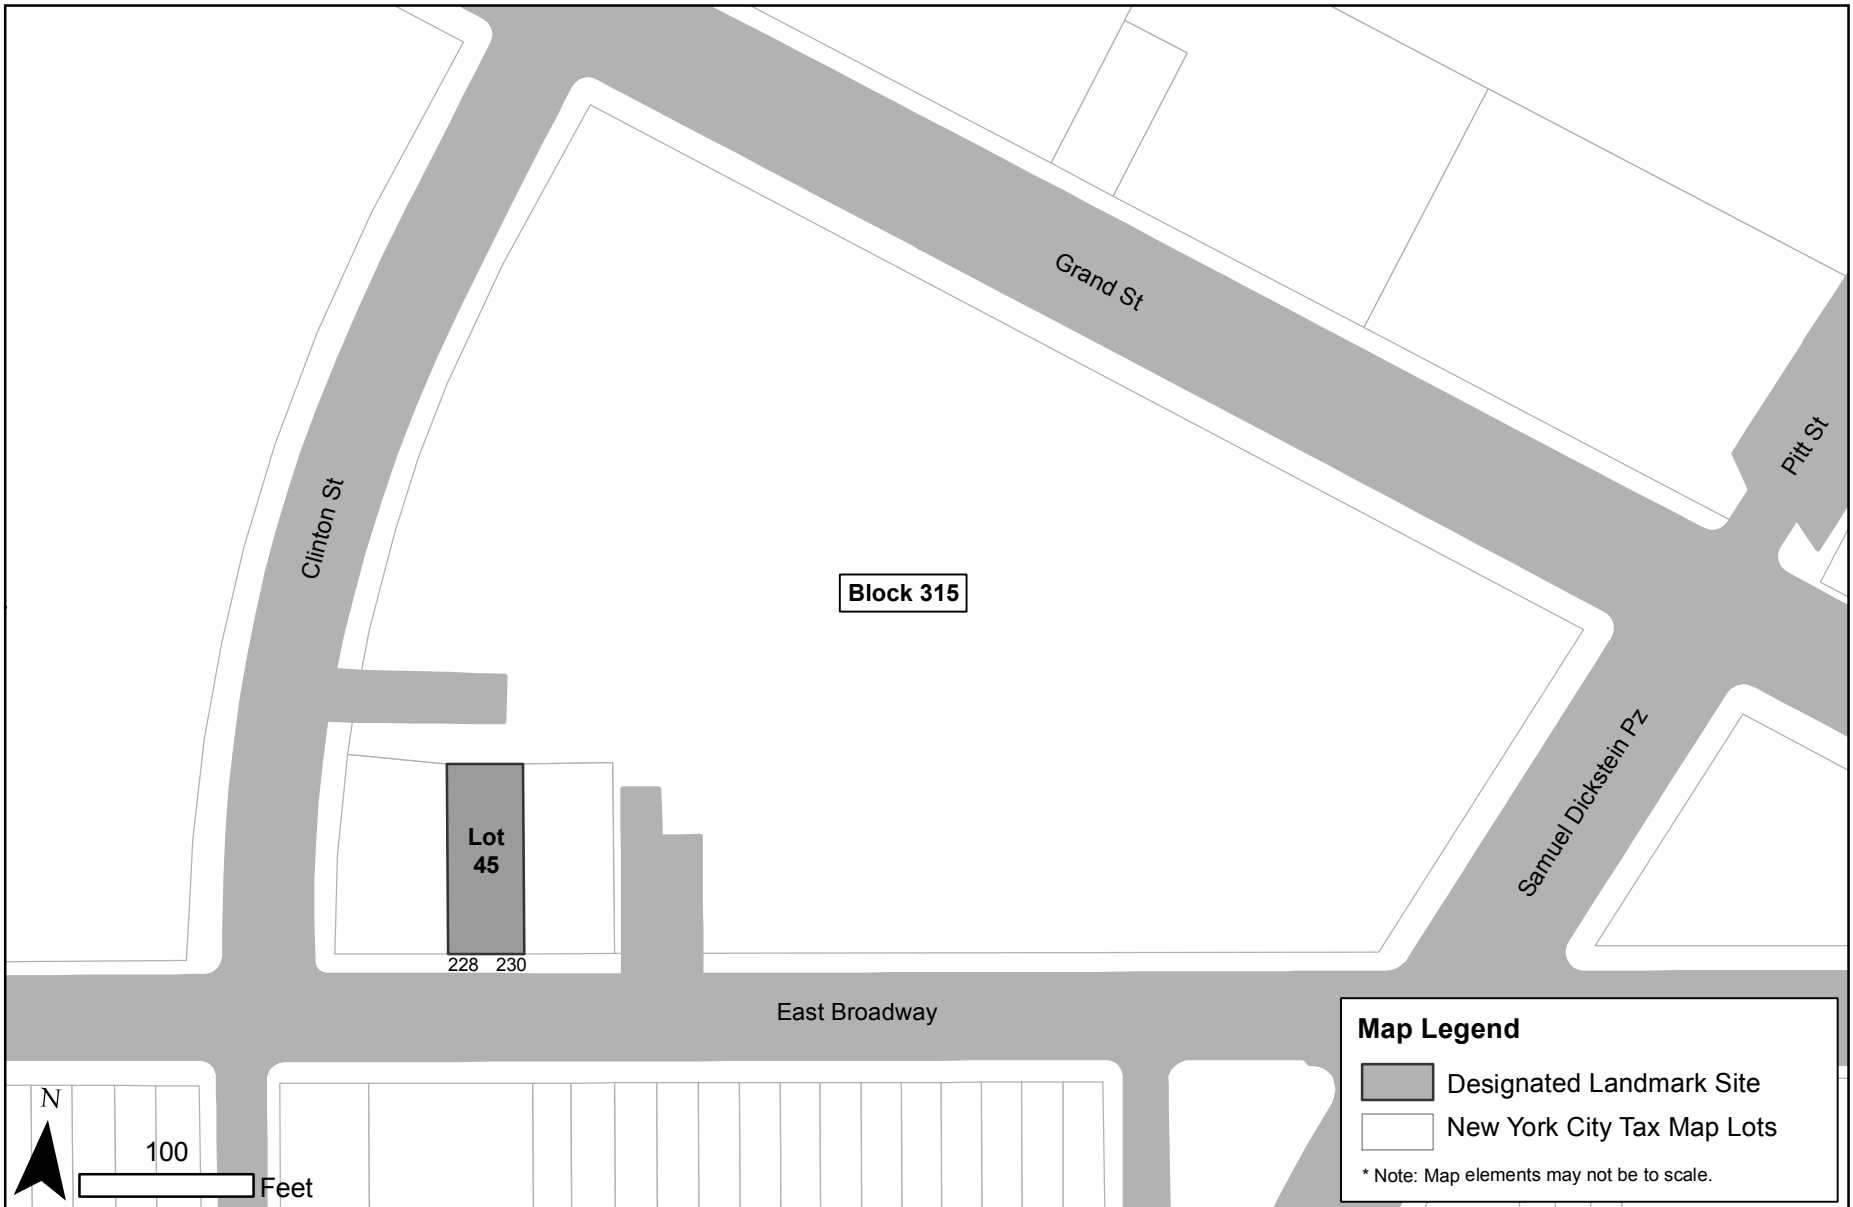 Grand St
Pitt St
Clinton St
Block 315
Samuel Dickstein Pz
Lot
45
228 230
East Broadway
Map Legend
Designated Landmark Site
New York City Tax Map Lots
* Note: Map elements may not be to scale.
N
100
Feet